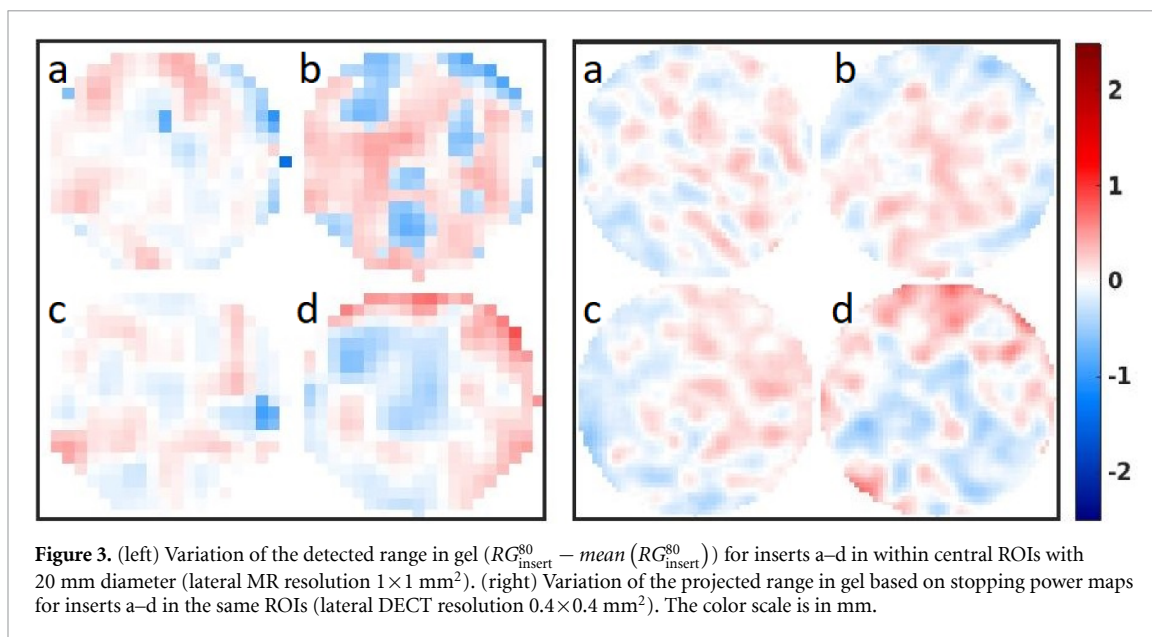 a b a b
2
1
0
c d c d
-1
-2
Figure 3. (left) Variation of the detected range in gel (RG⁸⁰_insert − mean (RG⁸⁰_insert)) for inserts a–d in within central ROIs with
20 mm diameter (lateral MR resolution 1×1 mm²). (right) Variation of the projected range in gel based on stopping power maps
for inserts a–d in the same ROIs (lateral DECT resolution 0.4×0.4 mm²). The color scale is in mm.